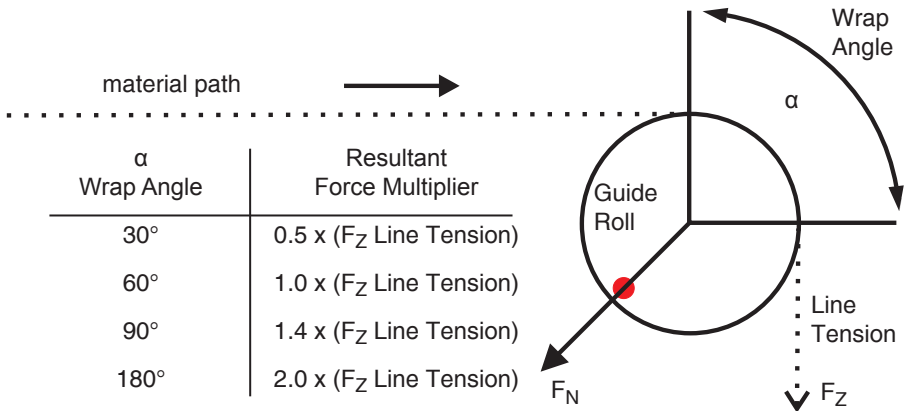 Wrap
Angle
material path
α
α
Wrap Angle
Resultant
Force Multiplier
30° 0.5 x (FZ Line Tension)
60° 1.0 x (FZ Line Tension)
90° 1.4 x (FZ Line Tension)
180° 2.0 x (FZ Line Tension)
Guide
Roll
Line
Tension
FN
FZ